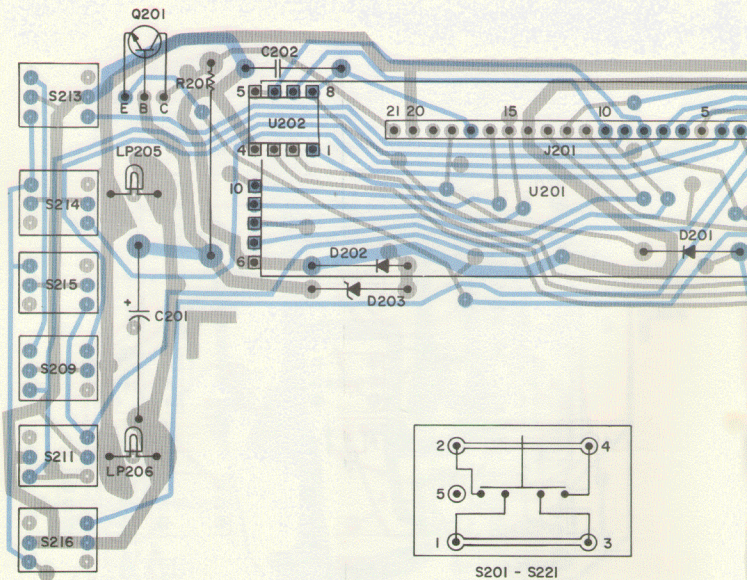 Q201
C202
S213
R201
5 8
E B C
U202
21 20 15 10 5
J201
LP205
4 1
S214
10
U201
D202
D201
S215
6
D203
+
C201
S209
S211
LP206
2 4
5
1 3
S216
S201 - S221